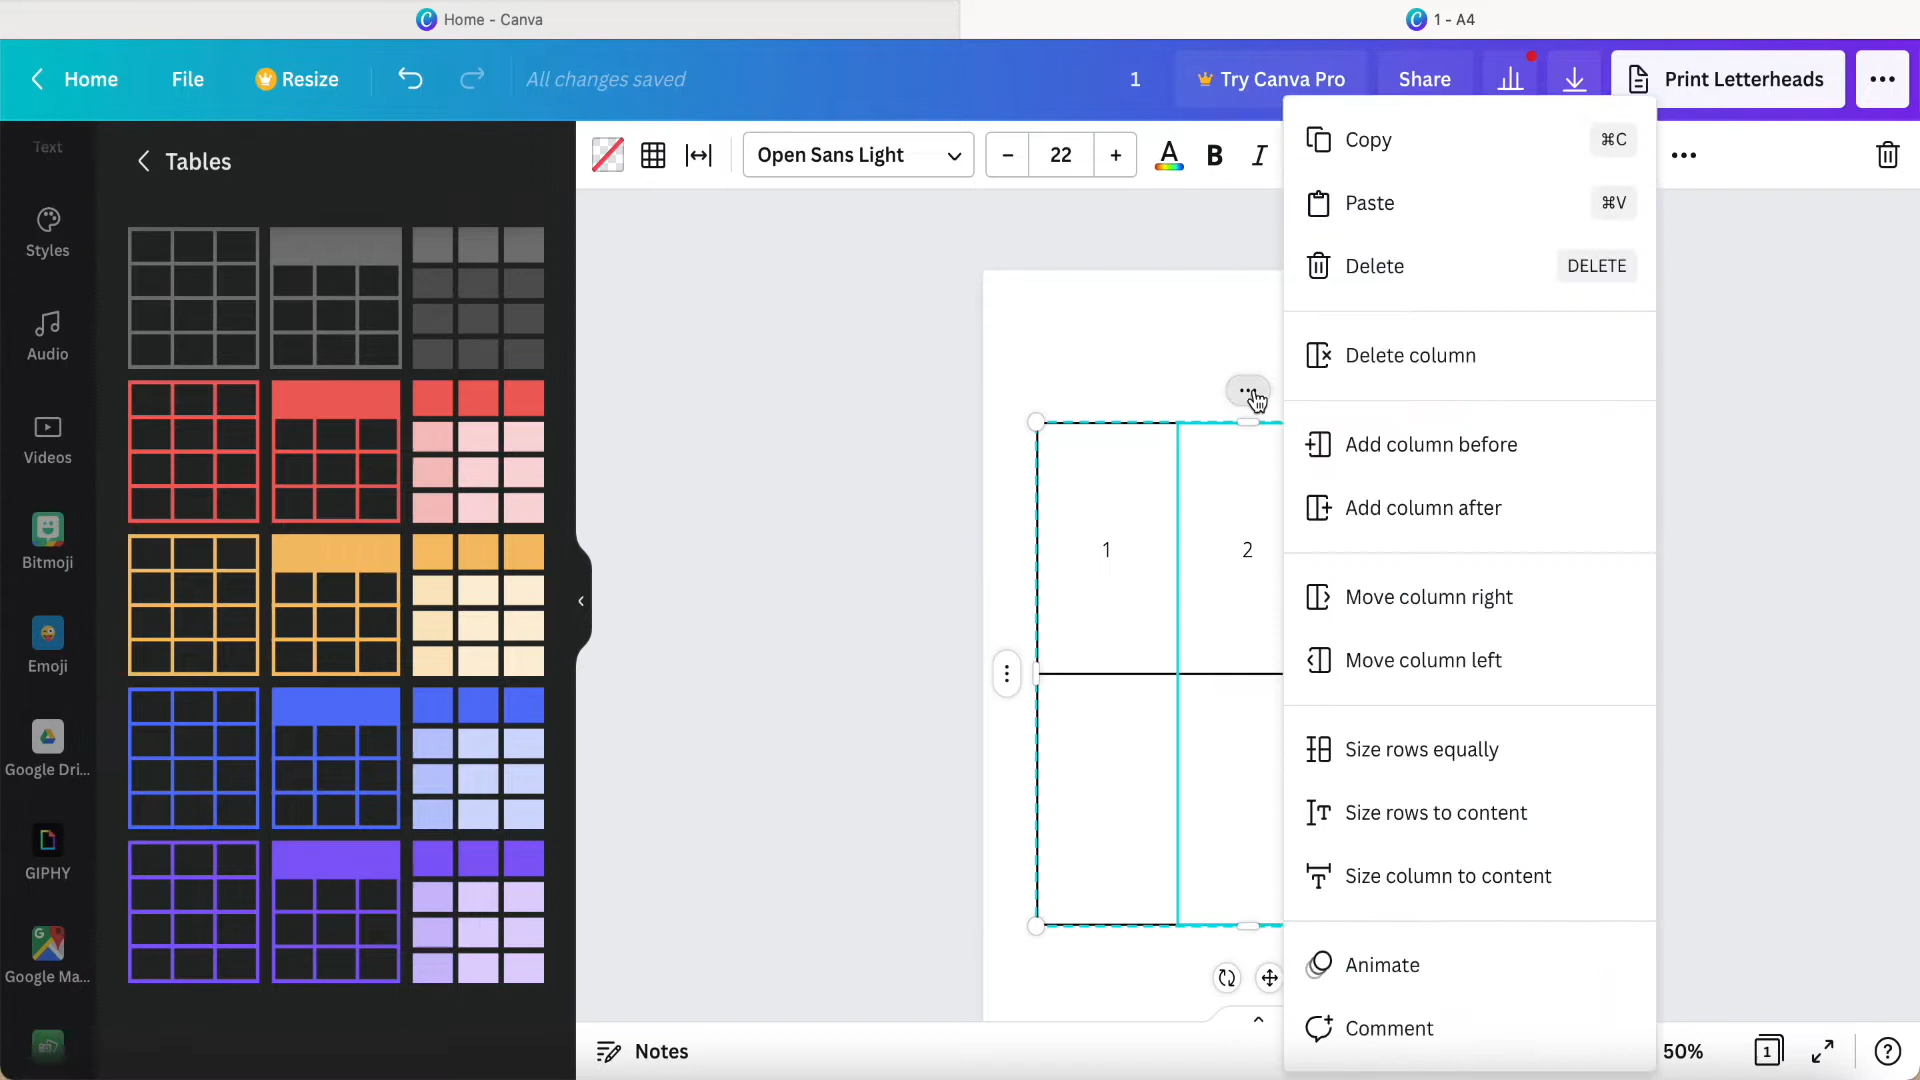 Home - Canva
1 - A4
Home
File
Resize
All changes saved
1
Try Canva Pro
Share
Print Letterheads
Text
Tables
Open Sans Light
22
A
B
I
Styles
Audio
Videos
Bitmoji
Emoji
Google Dri...
GIPHY
Google Ma...
Copy
⌘C
Paste
⌘V
Delete
DELETE
Delete column
Add column before
Add column after
Move column right
Move column left
Size rows equally
Size rows to content
Size column to content
Animate
Comment
1
2
Notes
50%
1